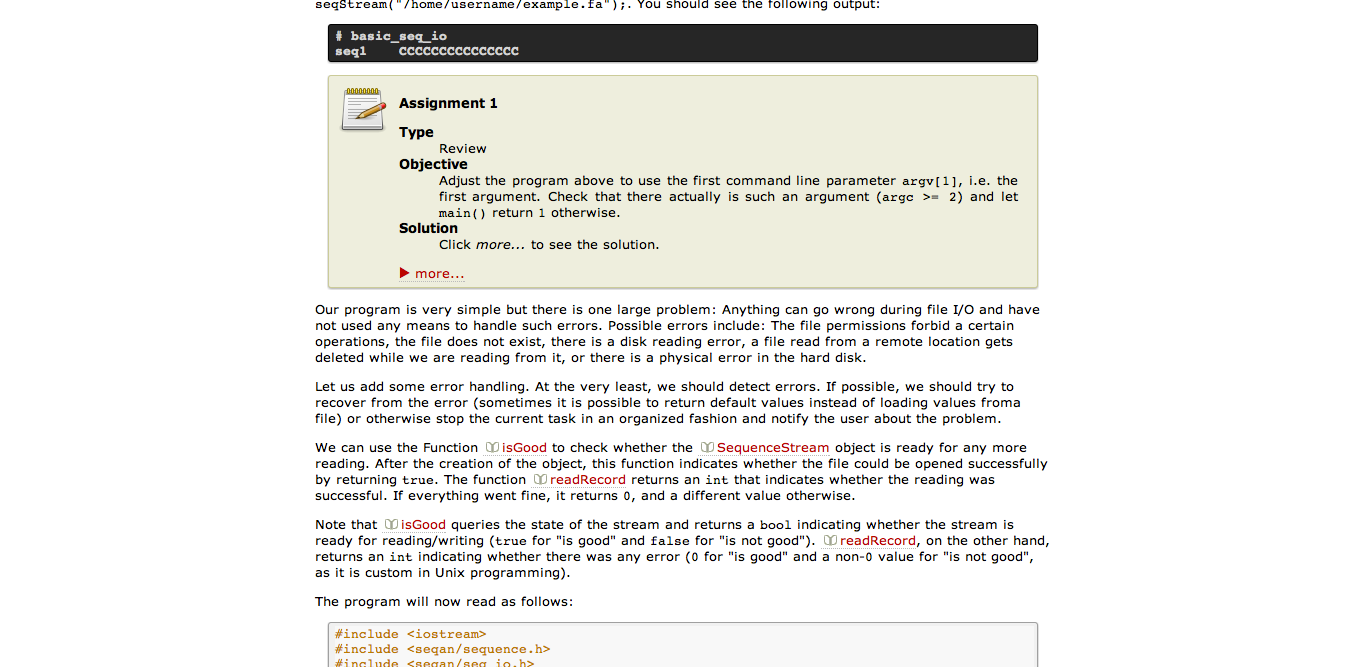 seqStream("/home/username/example.fa");. You should see the following output:
# basic_seq_io
seq1    CCCCCCCCCCCCCCC
Assignment 1
Type
Review
Objective
Adjust the program above to use the first command line parameter argv[1], i.e. the
first argument. Check that there actually is such an argument (argc >= 2) and let
main() return 1 otherwise.
Solution
Click more... to see the solution.
more...
Our program is very simple but there is one large problem: Anything can go wrong during file I/O and have
not used any means to handle such errors. Possible errors include: The file permissions forbid a certain
operations, the file does not exist, there is a disk reading error, a file read from a remote location gets
deleted while we are reading from it, or there is a physical error in the hard disk.
Let us add some error handling. At the very least, we should detect errors. If possible, we should try to
recover from the error (sometimes it is possible to return default values instead of loading values froma
file) or otherwise stop the current task in an organized fashion and notify the user about the problem.
We can use the Function isGood to check whether the SequenceStream object is ready for any more
reading. After the creation of the object, this function indicates whether the file could be opened successfully
by returning true. The function readRecord returns an int that indicates whether the reading was
successful. If everything went fine, it returns 0, and a different value otherwise.
Note that isGood queries the state of the stream and returns a bool indicating whether the stream is
ready for reading/writing (true for "is good" and false for "is not good"). readRecord, on the other hand,
returns an int indicating whether there was any error (0 for "is good" and a non-0 value for "is not good",
as it is custom in Unix programming).
The program will now read as follows:
#include <iostream>
#include <seqan/sequence.h>
#include <seqan/seq_io.h>